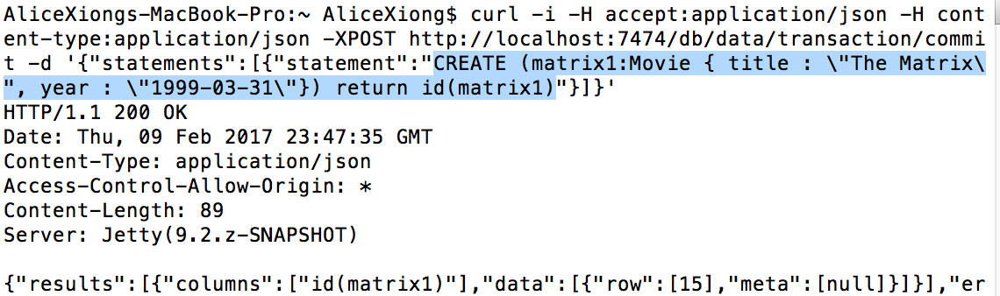 AliceXiongs-MacBook-Pro:~ AliceXiong$ curl -i -H accept:application/json -H cont
ent-type:application/json -XPOST http://localhost:7474/db/data/transaction/commi
t -d '{"statements":[{"statement":"CREATE (matrix1:Movie { title : \"The Matrix\
", year : \"1999-03-31\"}) return id(matrix1)"}]}'
HTTP/1.1 200 OK
Date: Thu, 09 Feb 2017 23:47:35 GMT
Content-Type: application/json
Access-Control-Allow-Origin: *
Content-Length: 89
Server: Jetty(9.2.z-SNAPSHOT)

{"results":[{"columns":["id(matrix1)"],"data":[{"row":[15],"meta":[null]}]}],"er